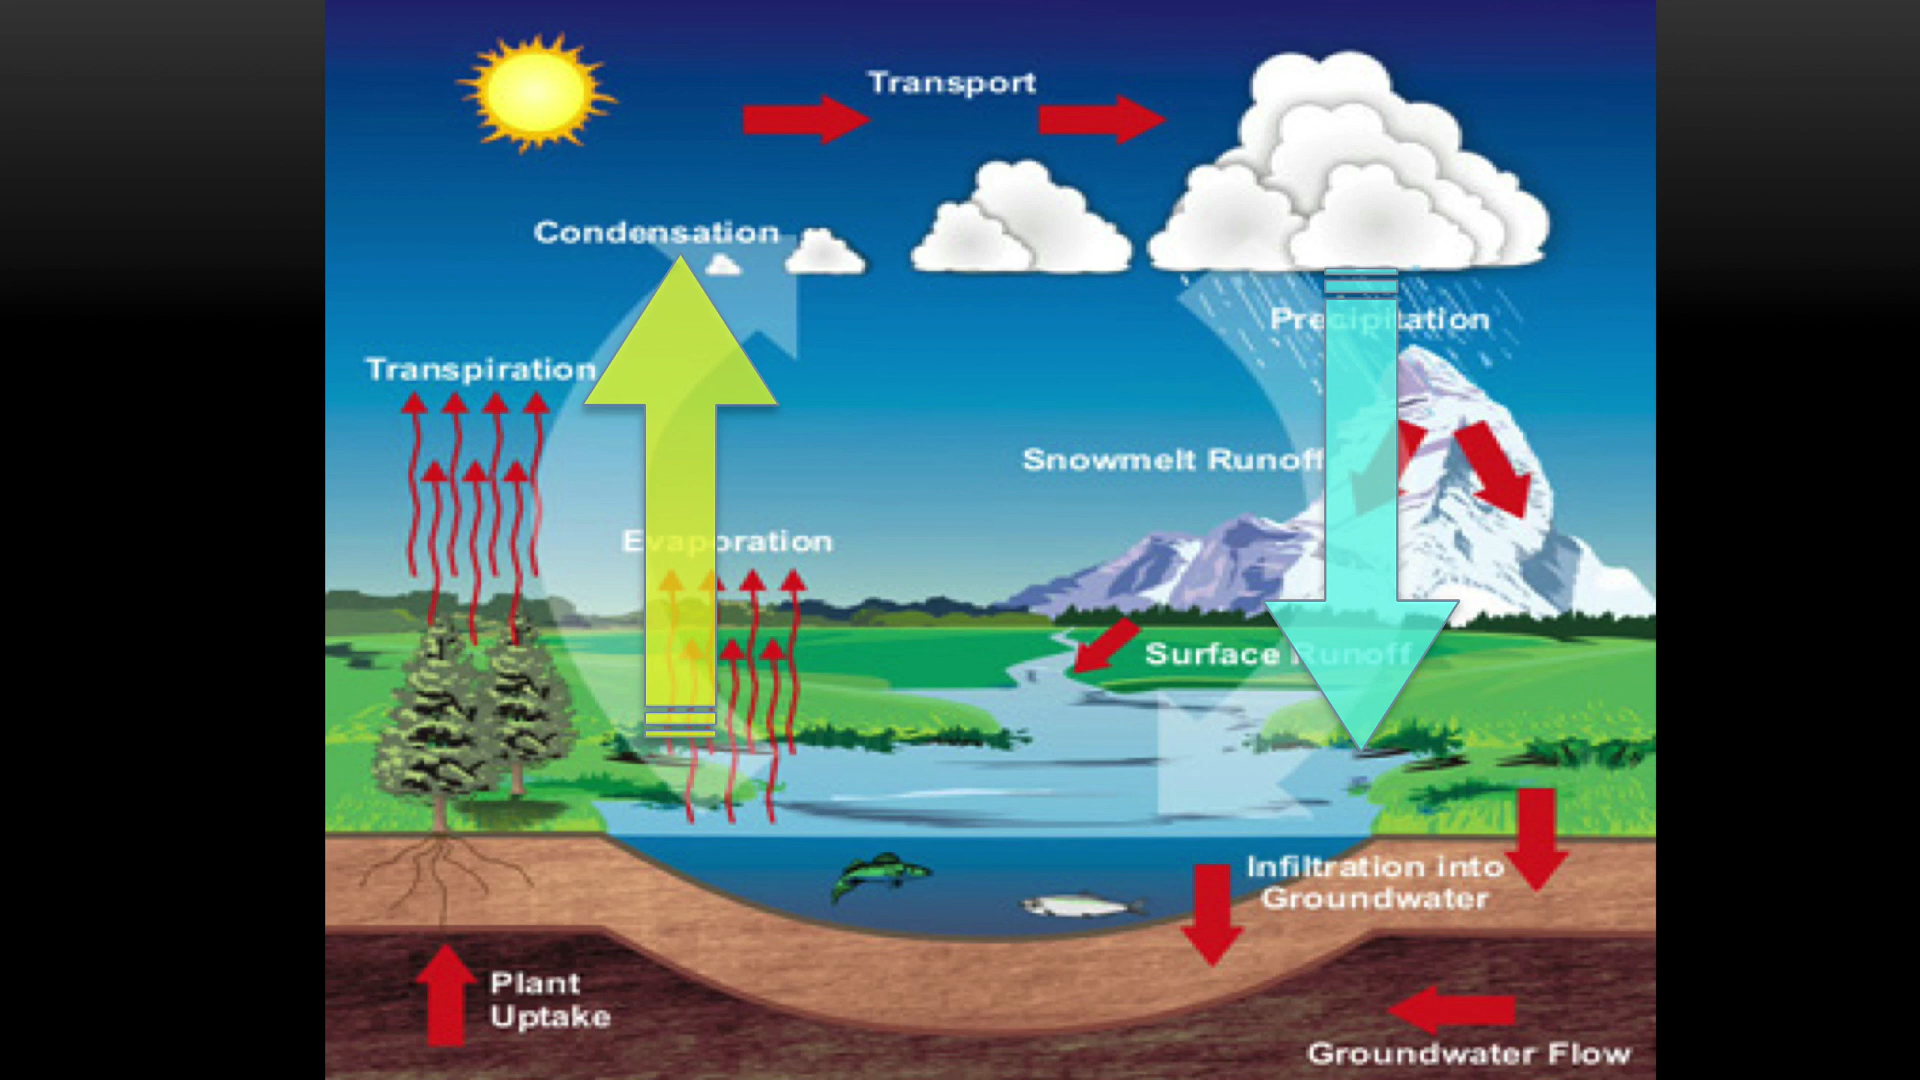 Transport
Condensation
Precipitation
Transpiration
Snowmelt Runoff
Evaporation
Surface Runoff
Infiltration into
Groundwater
Plant
Uptake
Groundwater Flow